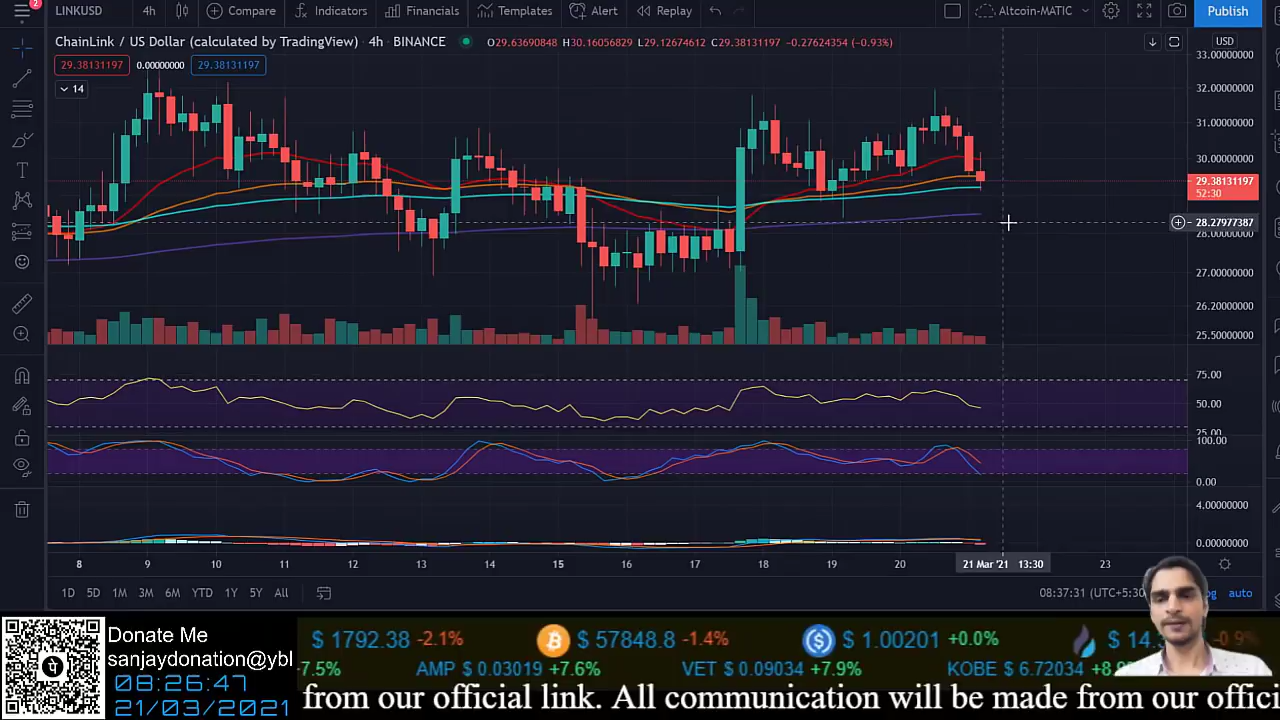 2
LINKUSD 4h Compare Indicators Financials Templates Alert Replay Altcoin-MATIC Publish
ChainLink / US Dollar (calculated by TradingView) 4h BINANCE O29.63690848 H30.16056829 L29.12674612 C29.38131197 -0.27624354 (-0.93%)
USD
33.00000000
29.38131197 0.00000000 29.38131197
14
32.00000000
31.00000000
30.00000000
29.38131197
52:30
28.27977387
28.00000000
27.00000000
26.20000000
25.50000000
75.00
50.00
25.00
100.00
0.00
4.00000000
0.00000000
8 9 10 11 12 13 14 15 16 17 18 19 20 21 Mar '21 13:30 23
1D 5D 1M 3M 6M YTD 1Y 5Y All 08:37:31 (UTC+5:30 og auto
Donate Me
sanjaydonation@ybl
08:26:47
21/03/2021
$ 1792.38 -2.1% $ 57848.8 -1.4% $ 1.00201 +0.0% $ 14. -0.9%
-7.5% AMP $ 0.03019 +7.6% VET $ 0.09034 +7.9% KOBE $ 6.72034 +8
from our official link. All communication will be made from our offici